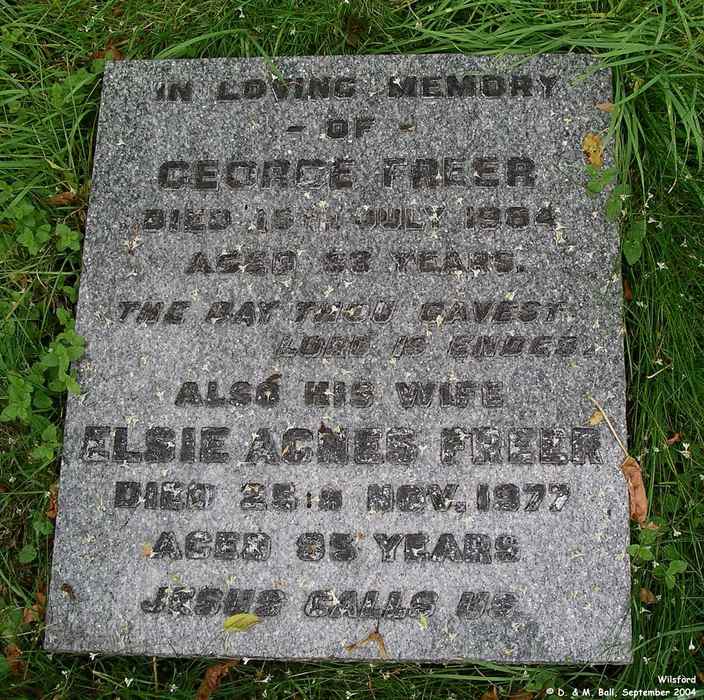 IN LOVING MEMORY
- OF -
GEORGE FREER
DIED 15TH JULY 1964
AGED 83 YEARS.
THE DAY THOU GAVEST
LORD IS ENDED.
ALSO HIS WIFE
ELSIE AGNES FREER
DIED 25TH NOV. 1977
AGED 85 YEARS
JESUS CALLS US
Wilsford
© D. & M. Ball, September 2004